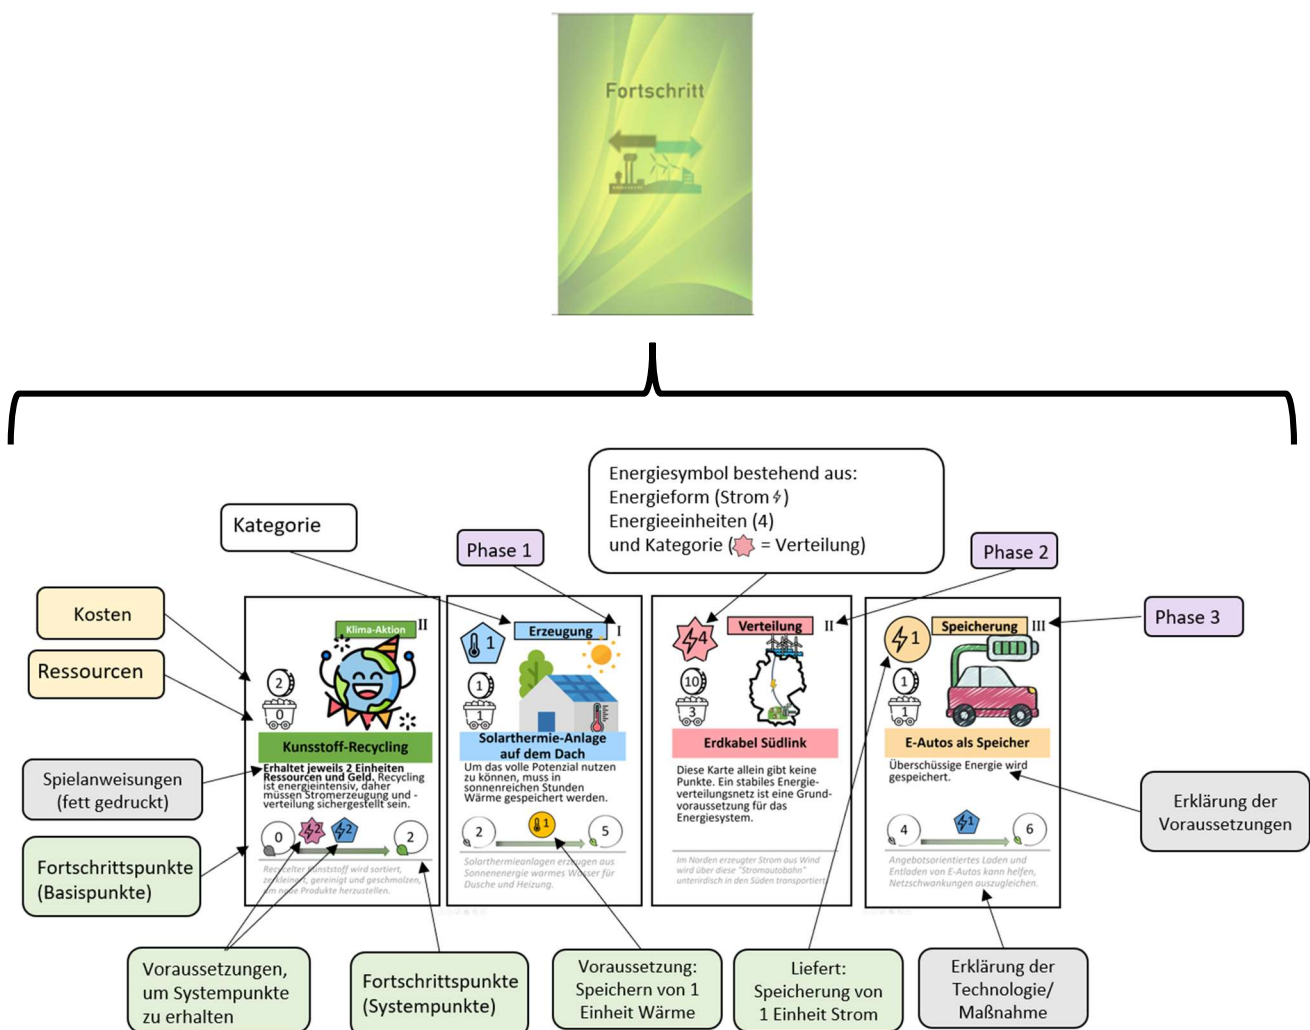 Fortschritt
Energiesymbol bestehend aus:
Energieform (Strom )
Energieeinheiten (4)
und Kategorie ( = Verteilung)
Kategorie
Phase 1
Phase 2
Phase 3
Kosten
Ressourcen
Spielanweisungen
(fett gedruckt)
Fortschrittspunkte
(Basispunkte)
Klima-Aktion II
2
0
Kunsstoff-Recycling
Erhaltet jeweils 2 Einheiten
Ressourcen und Geld. Recycling
ist energieintensiv, daher
müssen Stromerzeugung und -
verteilung sichergestellt sein.
0 2 2 2
Recycelter Kunststoff wird sortiert,
zerkleinert, gereinigt und geschmolzen,
um neue Produkte herzustellen.
1 Erzeugung I
1
1
Solarthermie-Anlage
auf dem Dach
Um das volle Potenzial nutzen
zu können, muss in
sonnenreichen Stunden
Wärme gespeichert werden.
2 1 5
Solarthermieanlagen erzeugen aus
Sonnenenergie warmes Wasser für
Dusche und Heizung.
4 Verteilung II
10
3
Erdkabel Südlink
Diese Karte allein gibt keine
Punkte. Ein stabiles Energie-
verteilungsnetz ist eine Grund-
voraussetzung für das
Energiesystem.
Im Norden erzeugter Strom aus Wind
wird über diese "Stromautobahn"
unterirdisch in den Süden transportiert.
1 Speicherung III
1
1
E-Autos als Speicher
Überschüssige Energie wird
gespeichert.
4 1 6
Angebotsorientiertes Laden und
Entladen von E-Autos kann helfen,
Netzschwankungen auszugleichen.
Erklärung der
Voraussetzungen
Voraussetzungen,
um Systempunkte
zu erhalten
Fortschrittspunkte
(Systempunkte)
Voraussetzung:
Speichern von 1
Einheit Wärme
Liefert:
Speicherung von
1 Einheit Strom
Erklärung der
Technologie/
Maßnahme